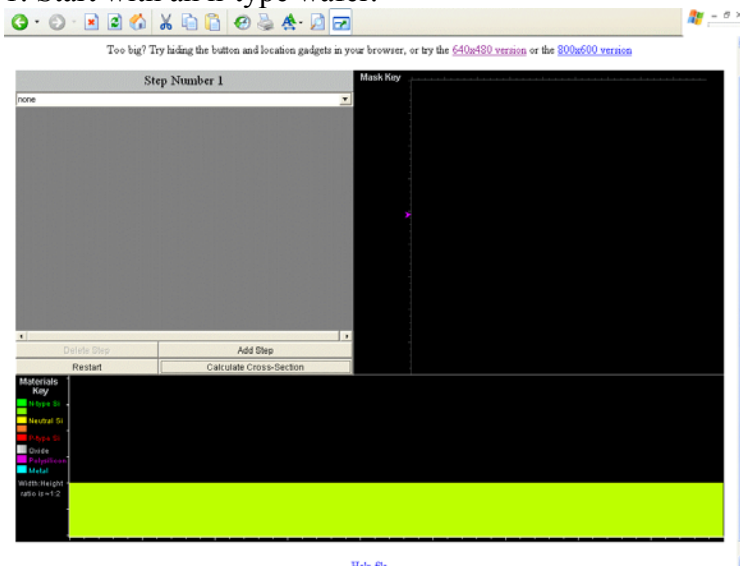 1. Start with an n-type wafer.
Too big? Try hiding the button and location gadgets in your browser, or try the 640x480 version or the 800x600 version
Step Number 1
none
Mask Key
Delete Step
Add Step
Restart
Calculate Cross-Section
Materials
Key
N-type Si
Neutral Si
P-type Si
Oxide
Polysilicon
Metal
Width:Height
ratio is ~1:2
Help file